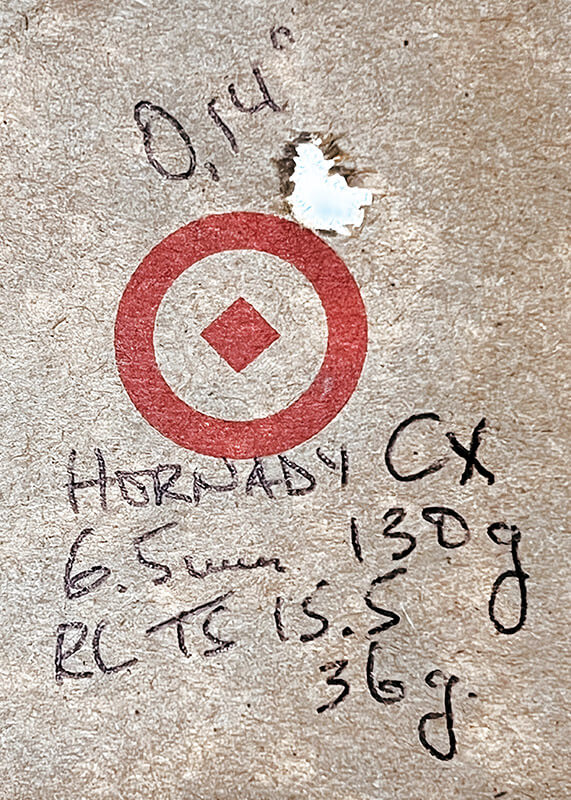 0,14"
HORNADY CX
6.5mm 130g
RL TS 15.5
36g.